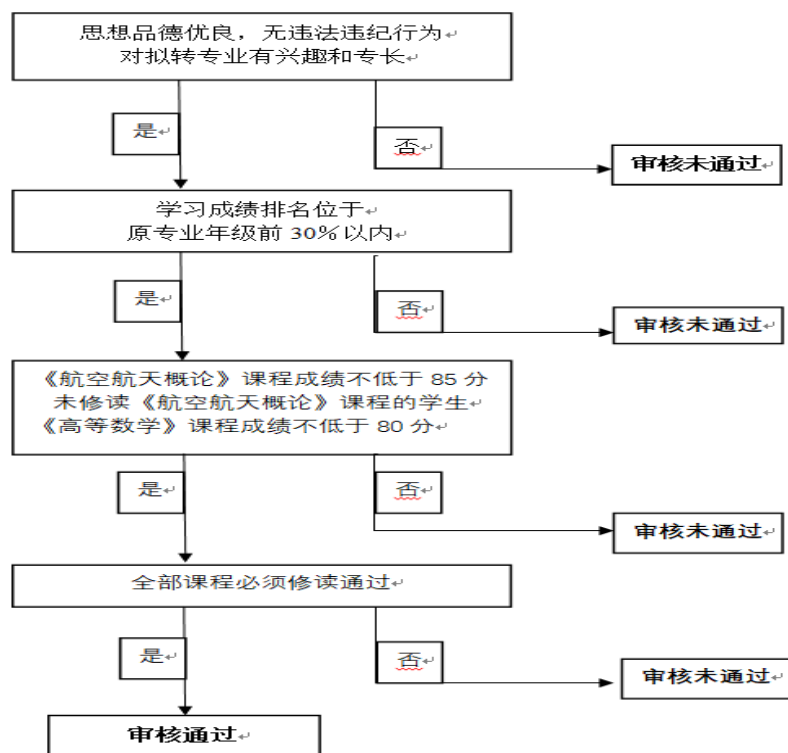 思想品德优良，无违法违纪行为
对拟转专业有兴趣和专长
是
否
审核未通过
学习成绩排名位于
原专业年级前 30%以内
是
否
审核未通过
《航空航天概论》课程成绩不低于 85 分
未修读《航空航天概论》课程的学生
《高等数学》课程成绩不低于 80 分
是
否
审核未通过
全部课程必须修读通过
是
否
审核未通过
审核通过